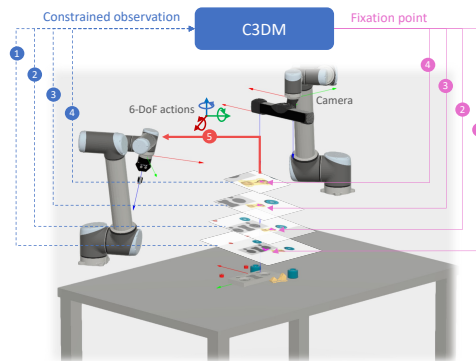 Constrained observation
C3DM
Fixation point
1
2
3
4
4
3
2
6-DoF actions
Camera
5